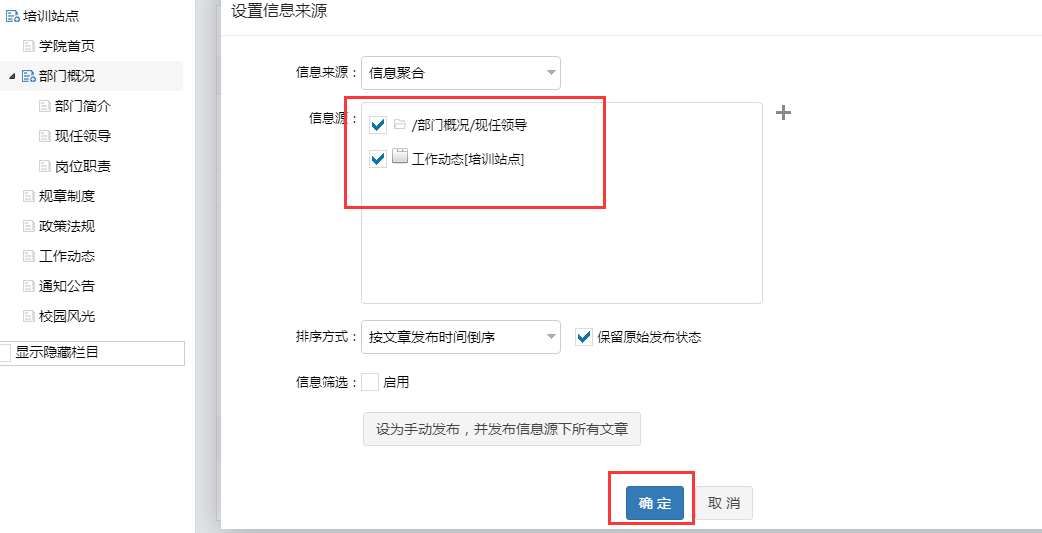 培训站点
学院首页
部门概况
部门简介
现任领导
岗位职责
规章制度
政策法规
工作动态
通知公告
校园风光
显示隐藏栏目
设置信息来源
信息来源：
信息聚合
信息源：
/部门概况/现任领导
工作动态[培训站点]
排序方式：
按文章发布时间倒序
保留原始发布状态
信息筛选：
启用
设为手动发布，并发布信息源下所有文章
确 定
取 消